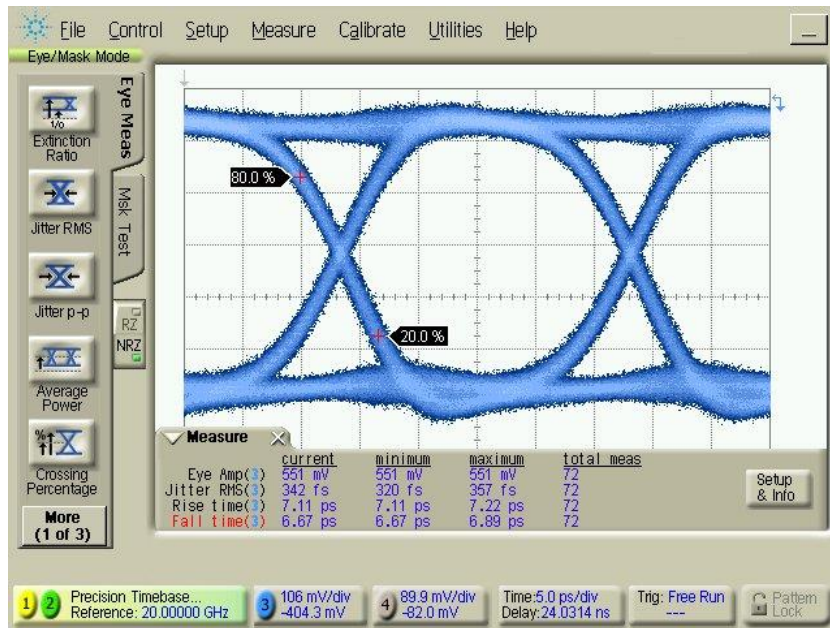 File Control Setup Measure Calibrate Utilities Help
Eye/Mask Mode
Eye Meas
Msk Test
1/0
Extinction
Ratio
Jitter RMS
Jitter p-p
RZ
NRZ
Average
Power
%
Crossing
Percentage
More
(1 of 3)
80.0 %
20.0 %
Measure
current minimum maximum total meas
Eye Amp(3) 551 mV 551 mV 551 mV 72
Jitter RMS(3) 342 fs 320 fs 357 fs 72
Rise time(3) 7.11 ps 7.11 ps 7.22 ps 72
Fall time(3) 6.67 ps 6.67 ps 6.89 ps 72
Setup
& Info
1 2 Precision Timebase...
Reference: 20.00000 GHz
3 106 mV/div
-404.3 mV
4 89.9 mV/div
-82.0 mV
Time:5.0 ps/div
Delay:24.0314 ns
Trig: Free Run
---
Pattern
Lock